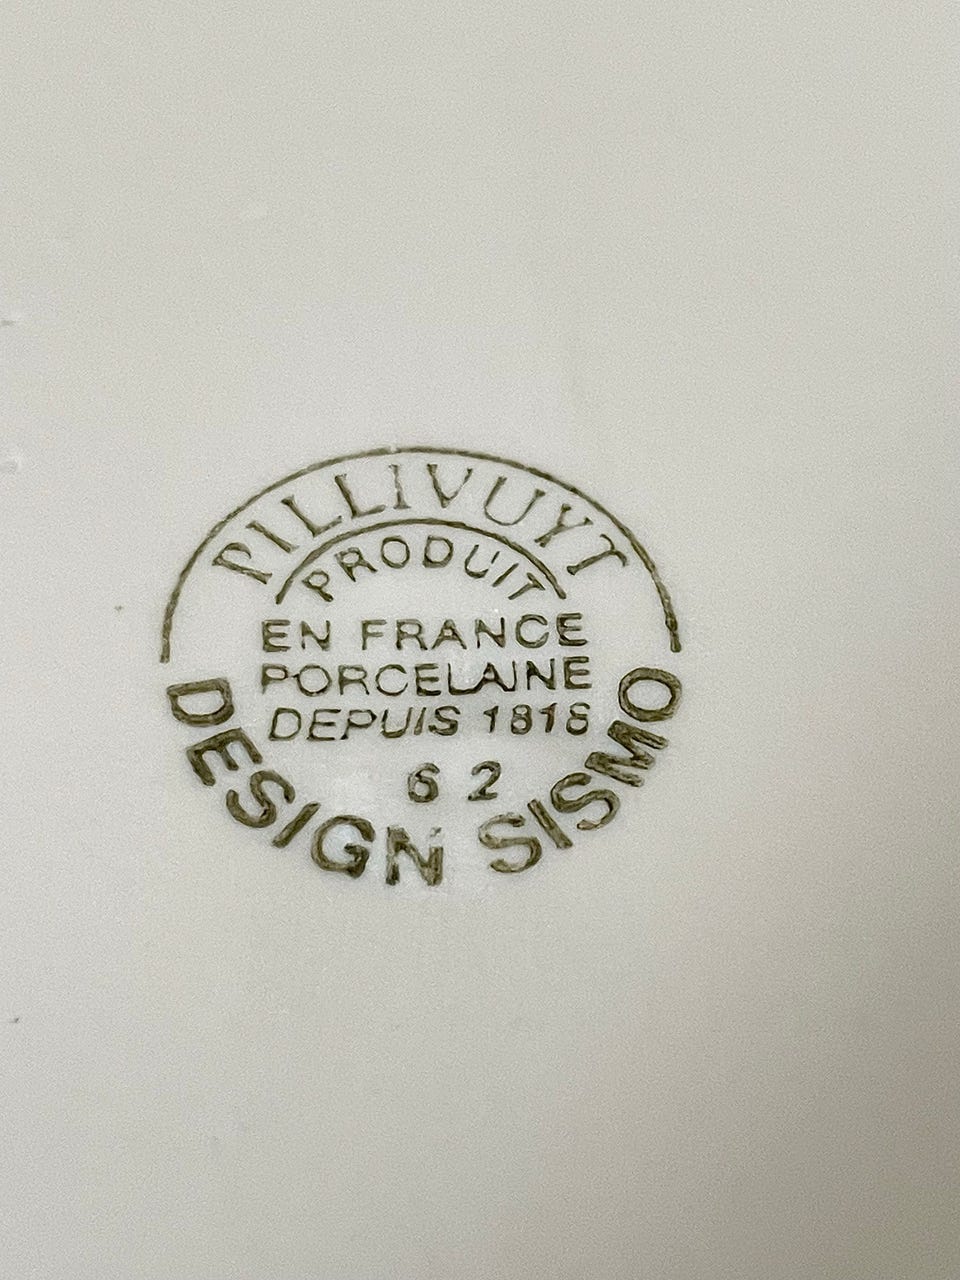 PILLIVUYT
PRODUIT
EN FRANCE
PORCELAINE
DEPUIS 1818
6 2
DESIGN SISMO